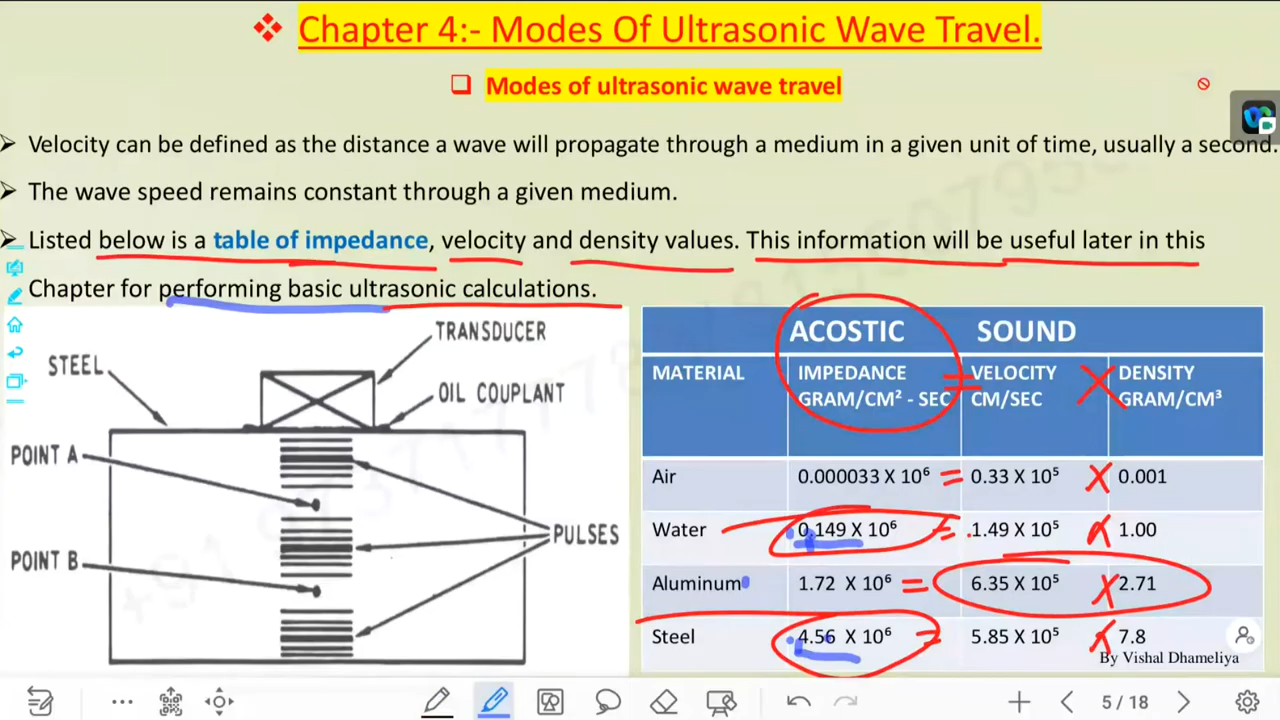 Chapter 4:- Modes Of Ultrasonic Wave Travel.
Modes of ultrasonic wave travel
Velocity can be defined as the distance a wave will propagate through a medium in a given unit of time, usually a second.
The wave speed remains constant through a given medium.
Listed below is a table of impedance, velocity and density values. This information will be useful later in this
Chapter for performing basic ultrasonic calculations.
TRANSDUCER
STEEL
OIL COUPLANT
POINT A
PULSES
POINT B
ACOSTIC SOUND
MATERIAL IMPEDANCE = VELOCITY X DENSITY
GRAM/CM² - SEC CM/SEC GRAM/CM³
Air 0.000033 X 10⁶ = 0.33 X 10⁵ X 0.001
Water 0.149 X 10⁶ = 1.49 X 10⁵ X 1.00
Aluminum 1.72 X 10⁶ = 6.35 X 10⁵ X 2.71
Steel 4.56 X 10⁶ = 5.85 X 10⁵ X 7.8
By Vishal Dhameliya
5 / 18